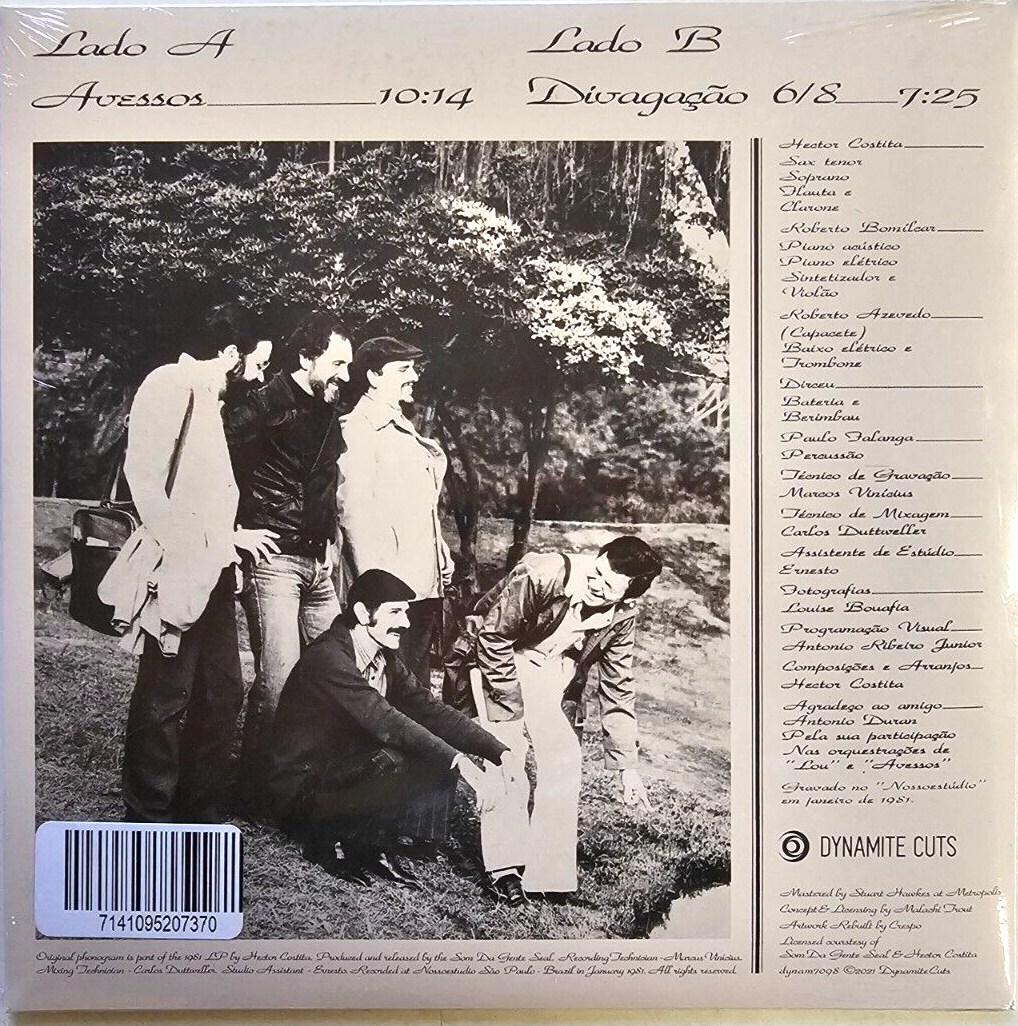 Lado A
Avessos 10:14
Lado B
Divagação 6/8 7:25
Hector Costita
Sax tenor
Soprano
Flauta e
Clarone
Roberto Bomilcar
Piano acústico
Piano elétrico
Sintetizador e
Violão
Roberto Azevedo
(Capacete)
Baixo elétrico e
Trombone
Dirceu
Bateria e
Berimbau
Paulo Falanga
Percussão
Técnico de Gravação
Marcos Vinícius
Técnico de Mixagem
Carlos Duttweller
Assistente de Estúdio
Ernesto
Fotografias
Louise Bouafia
Programação Visual
Antonio Ribeiro Junior
Composições e Arranjos
Hector Costita
Agradeço ao amigo
Antonio Duran
Pela sua participação
Nas orquestrações de
"Lou" e "Avessos"
Gravado no "Nossoestúdio"
em janeiro de 1981.
DYNAMITE CUTS
Mastered by Stuart Hawkes at Metropolis
Concept & Licensing by Malachi Trout
Artwork Rebuilt by Crespo
Licensed courstesy of
Som Da Gente Seal & Hector Costita
dynam7098 ©2021 DynamiteCuts
7141095207370
Original phonogram is part of the 1981 LP by Hector Costita. Produced and released by the Som Da Gente Seal. Recording Technician - Marcus Vinicius.
Mixing Technician - Carlos Duttweller. Studio Assistant - Ernesto. Recorded at Nossoestudio São Paulo - Brazil in January 1981. All rights reserved.